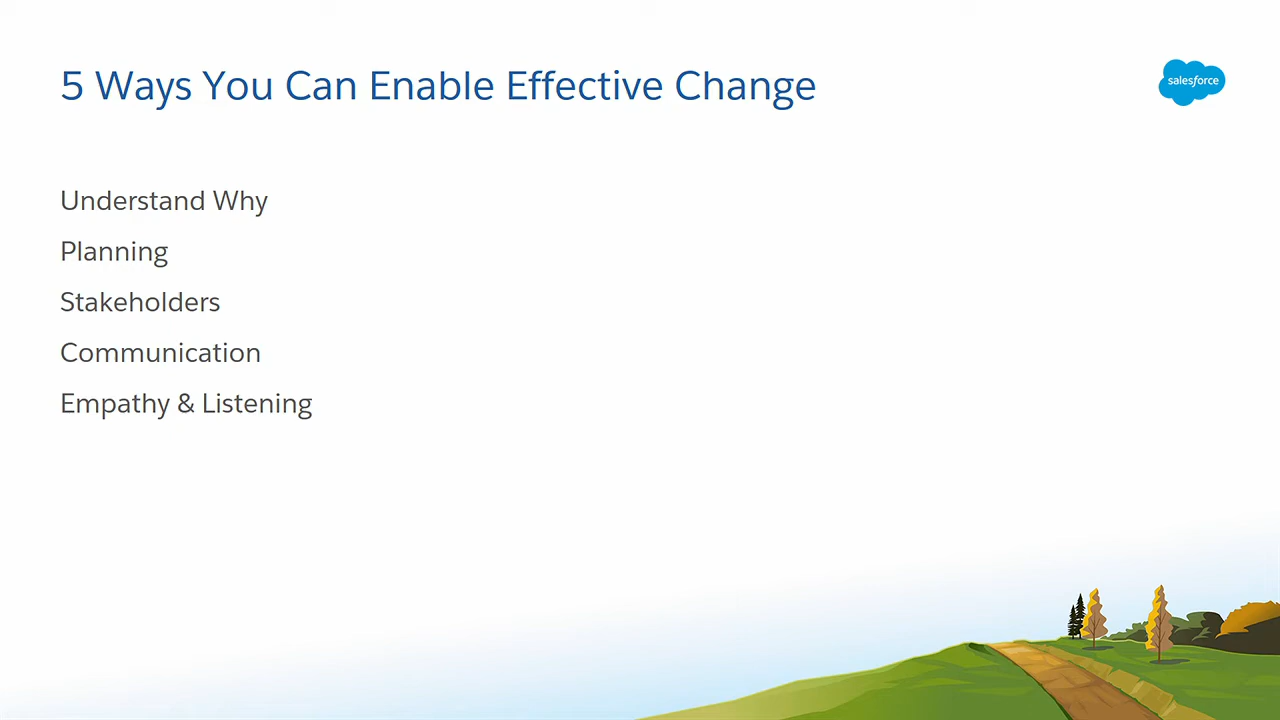 5 Ways You Can Enable Effective Change
salesforce
Understand Why
Planning
Stakeholders
Communication
Empathy & Listening